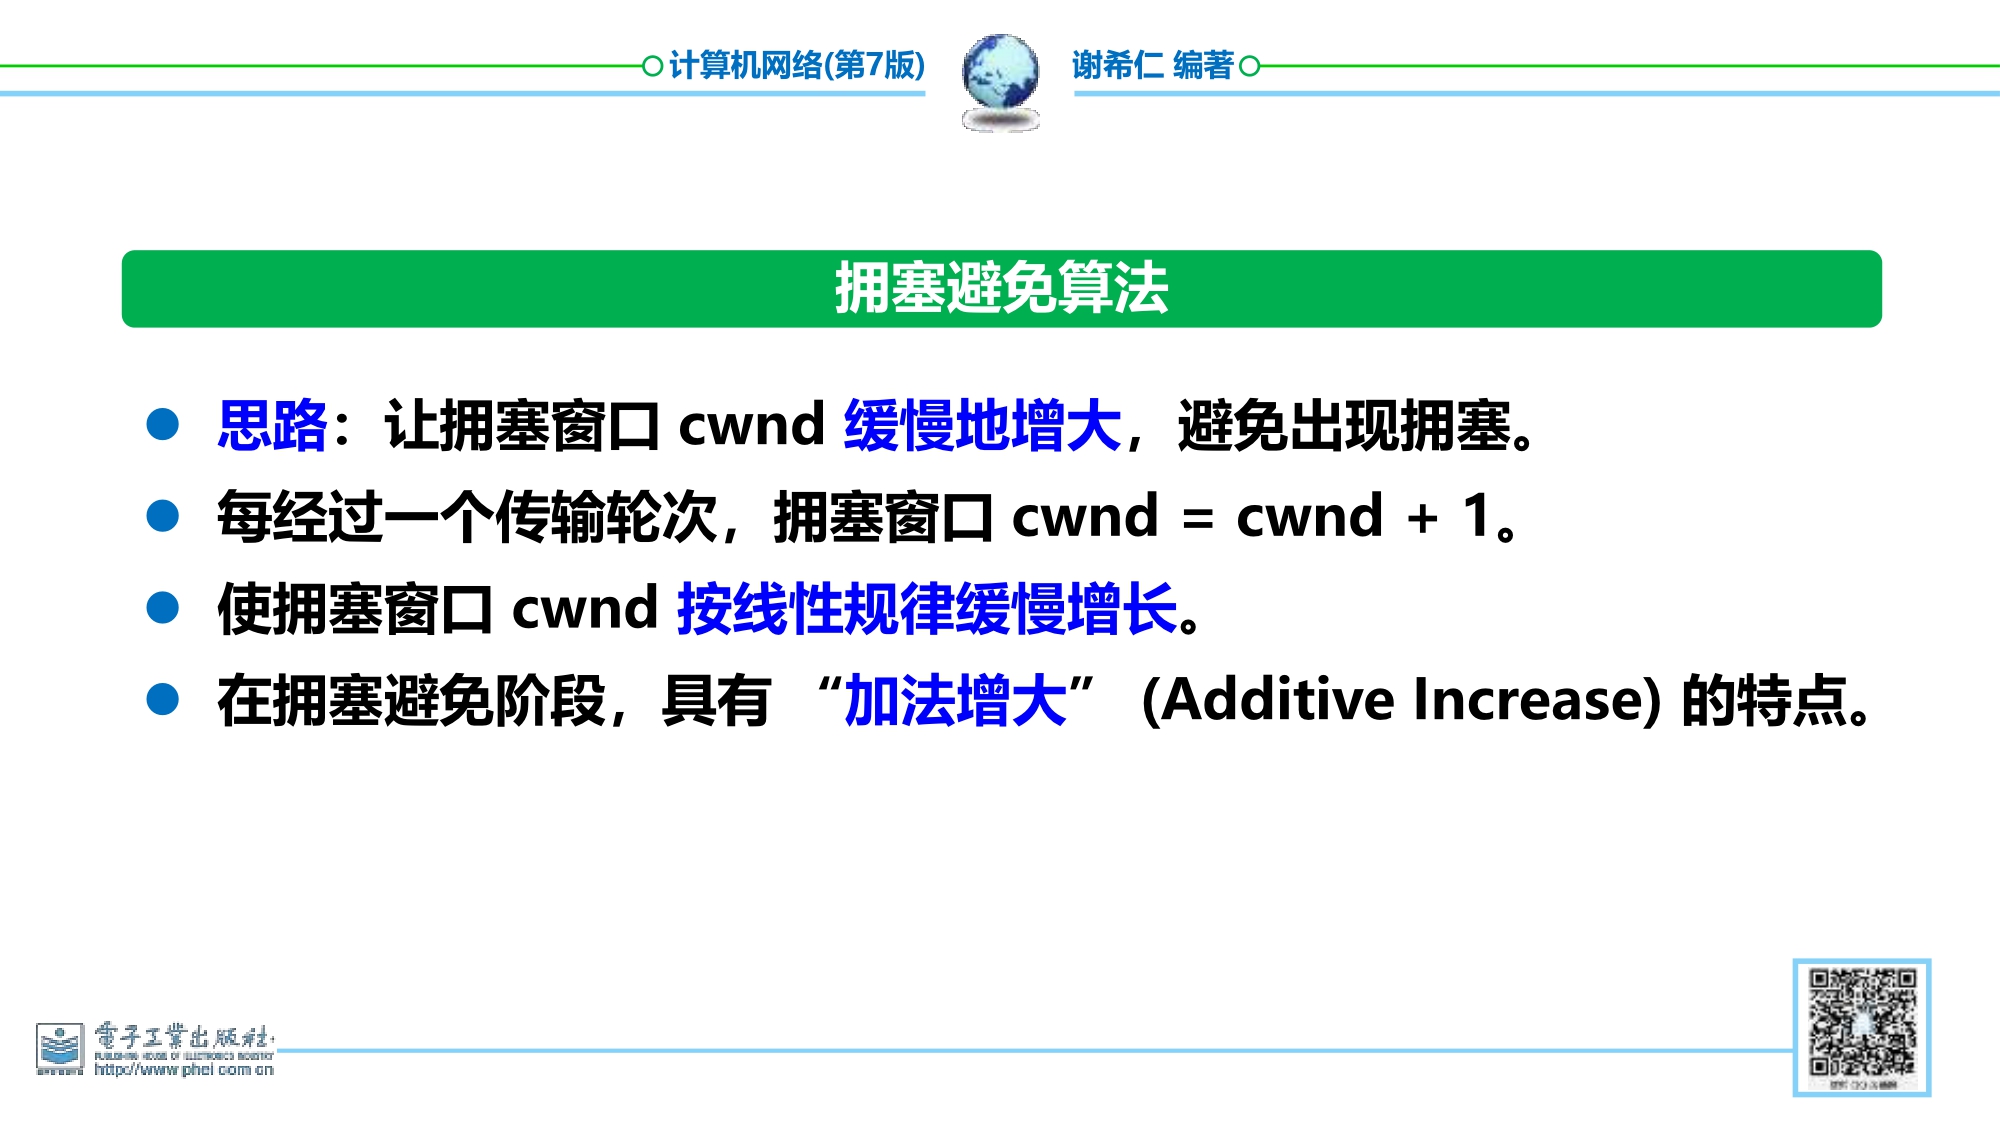 计算机网络(第7版) 谢希仁 编著
拥塞避免算法
思路：让拥塞窗口 cwnd 缓慢地增大，避免出现拥塞。
每经过一个传输轮次，拥塞窗口 cwnd = cwnd + 1。
使拥塞窗口 cwnd 按线性规律缓慢增长。
在拥塞避免阶段，具有 “加法增大” (Additive Increase) 的特点。
電子工業出版社
PUBLISHING HOUSE OF ELECTRONICS INDUSTRY
http://www.phei.com.cn